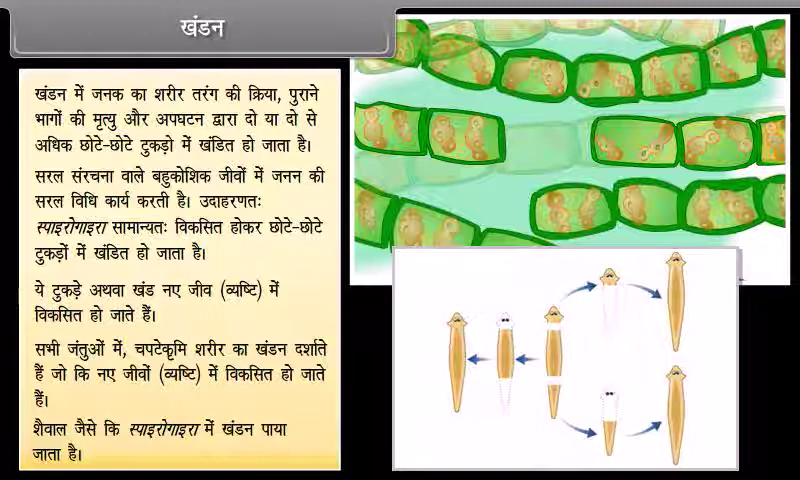 खंडन
खंडन में जनक का शरीर तरंग की क्रिया, पुराने
भागों की मृत्यु और अपघटन द्वारा दो या दो से
अधिक छोटे-छोटे टुकड़ो में खंडित हो जाता है।
सरल संरचना वाले बहुकोशिक जीवों में जनन की
सरल विधि कार्य करती है। उदाहरणतः
स्पाइरोगाइरा सामान्यतः विकसित होकर छोटे-छोटे
टुकड़ों में खंडित हो जाता है।
ये टुकड़े अथवा खंड नए जीव (व्यष्टि) में
विकसित हो जाते हैं।
सभी जंतुओं में, चपटेकृमि शरीर का खंडन दर्शाते
हैं जो कि नए जीवों (व्यष्टि) में विकसित हो जाते
हैं।
शैवाल जैसे कि स्पाइरोगाइरा में खंडन पाया
जाता है।